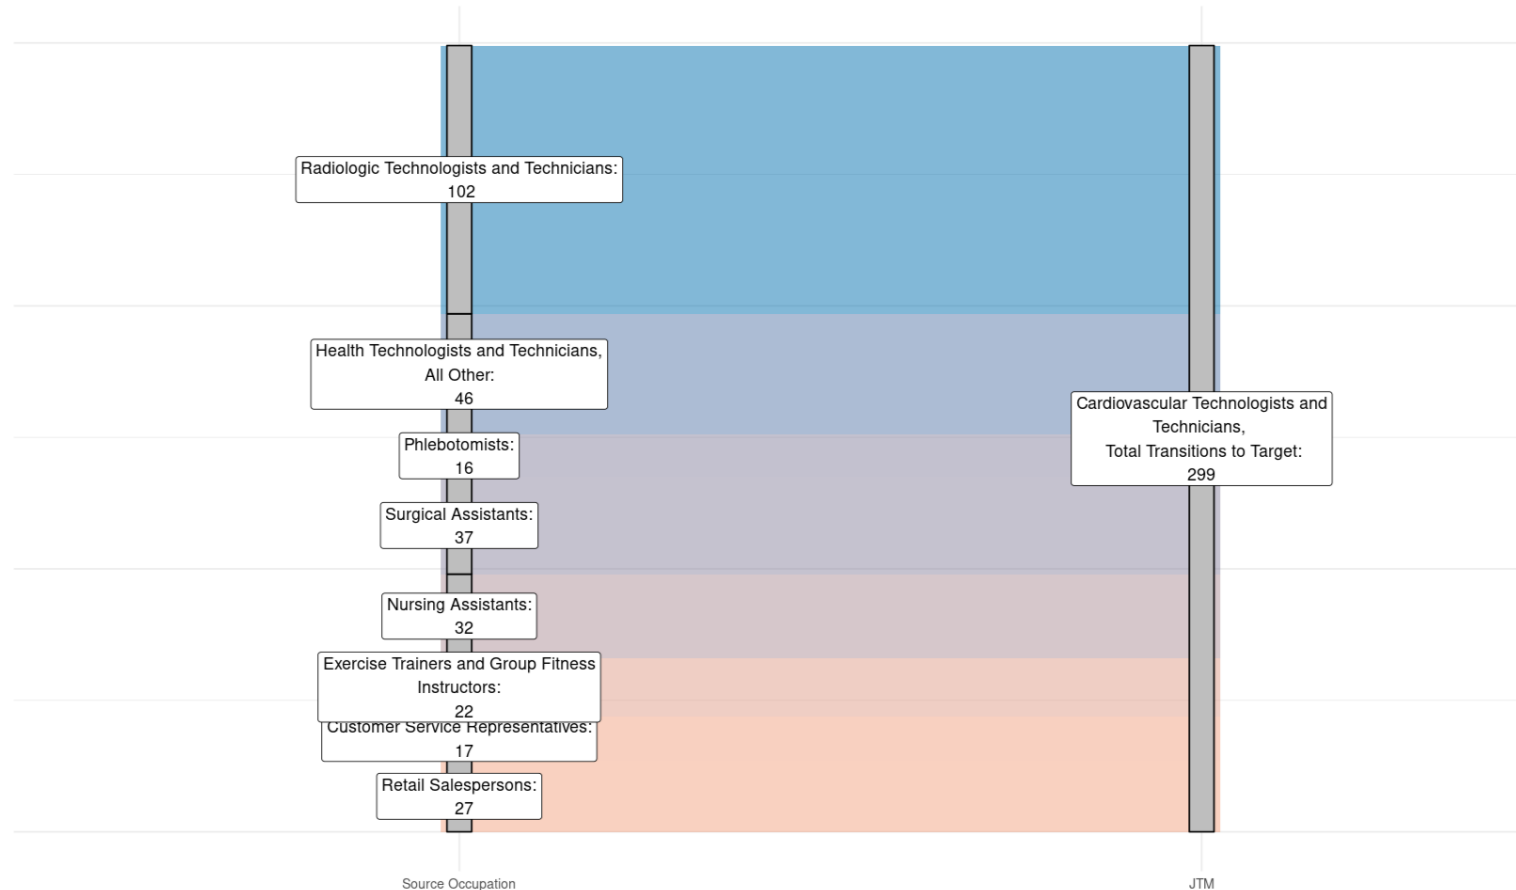 Radiologic Technologists and Technicians:
102
Health Technologists and Technicians,
All Other:
46
Phlebotomists:
16
Surgical Assistants:
37
Nursing Assistants:
32
Exercise Trainers and Group Fitness
Instructors:
22
Customer Service Representatives:
17
Retail Salespersons:
27
Cardiovascular Technologists and
Technicians,
Total Transitions to Target:
299
Source Occupation
JTM